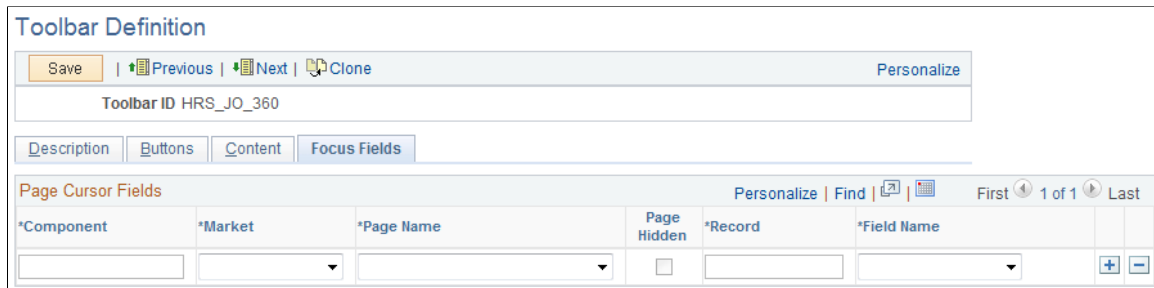 Toolbar Definition
Save | Previous | Next | Clone Personalize
Toolbar ID HRS_JO_360
Description Buttons Content Focus Fields
Page Cursor Fields Personalize | Find | | First 1 of 1 Last
*Component *Market *Page Name Page Hidden *Record *Field Name